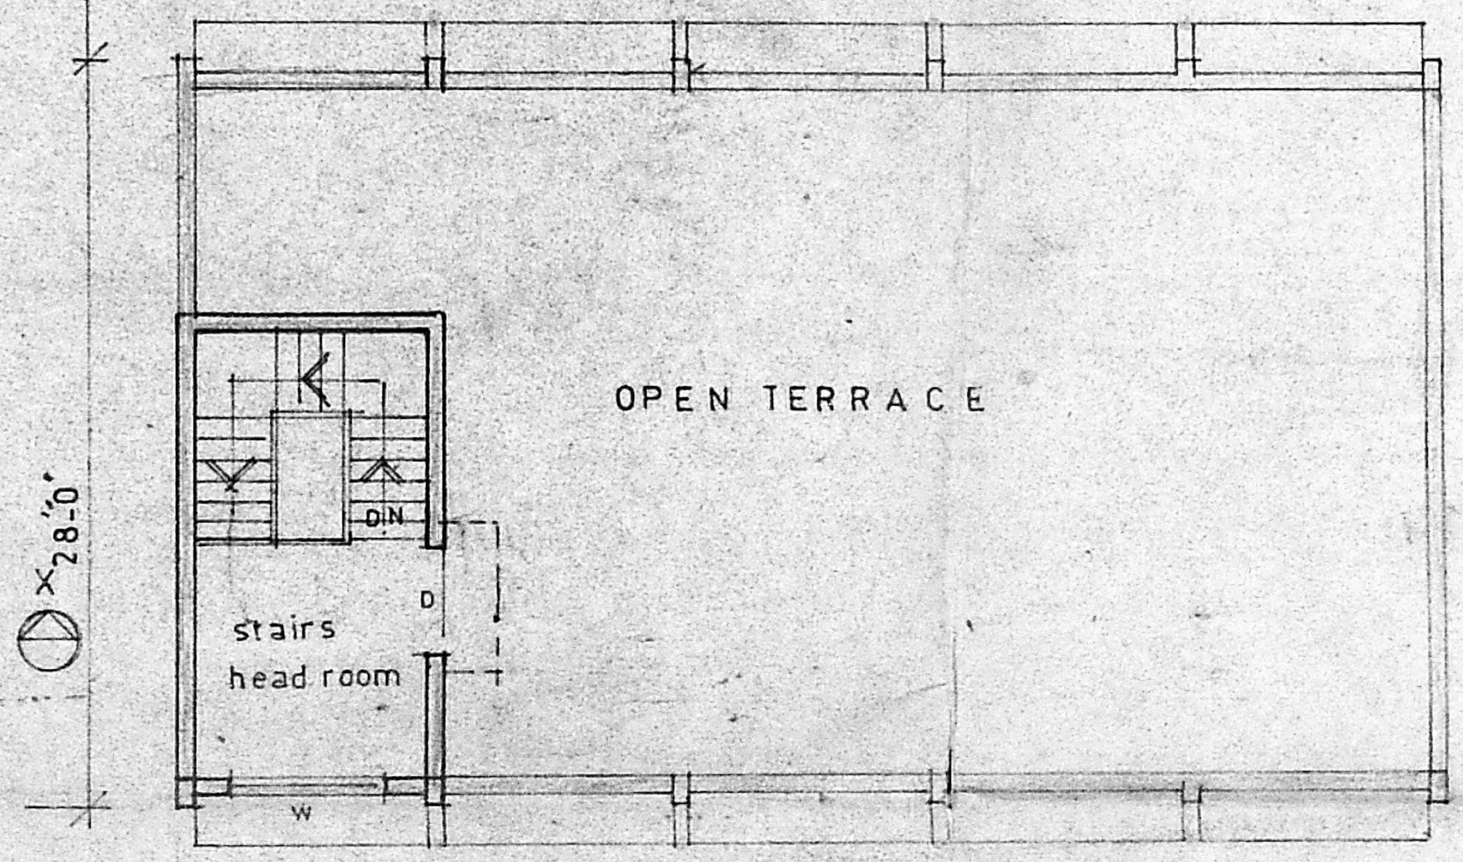 OPEN TERRACE
28'-0"
X
DN
D
stairs
head room
W